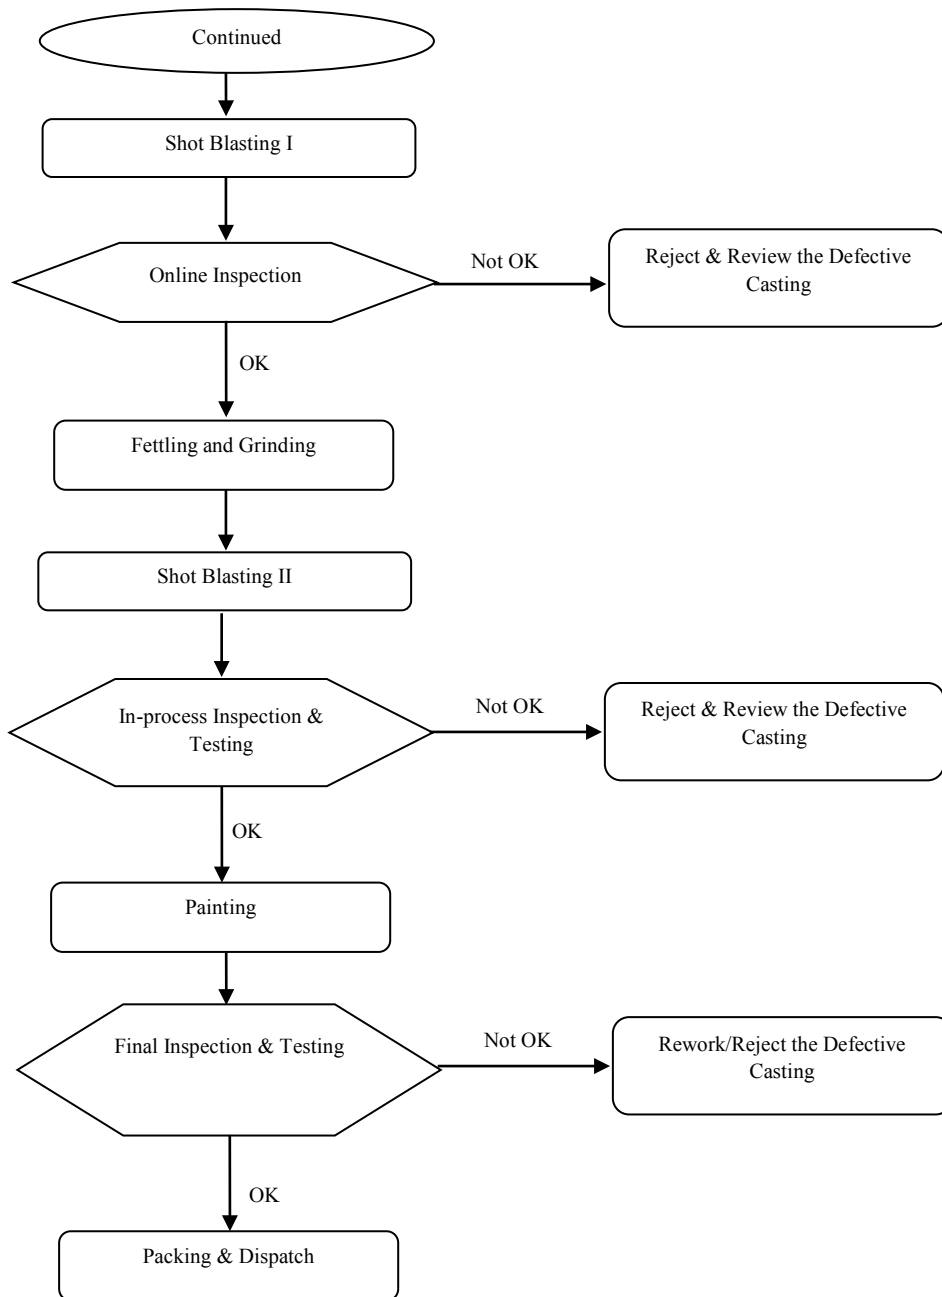 Continued
Shot Blasting I
Online Inspection
Not OK
Reject & Review the Defective
Casting
OK
Fettling and Grinding
Shot Blasting II
In-process Inspection &
Testing
Not OK
Reject & Review the Defective
Casting
OK
Painting
Final Inspection & Testing
Not OK
Rework/Reject the Defective
Casting
OK
Packing & Dispatch